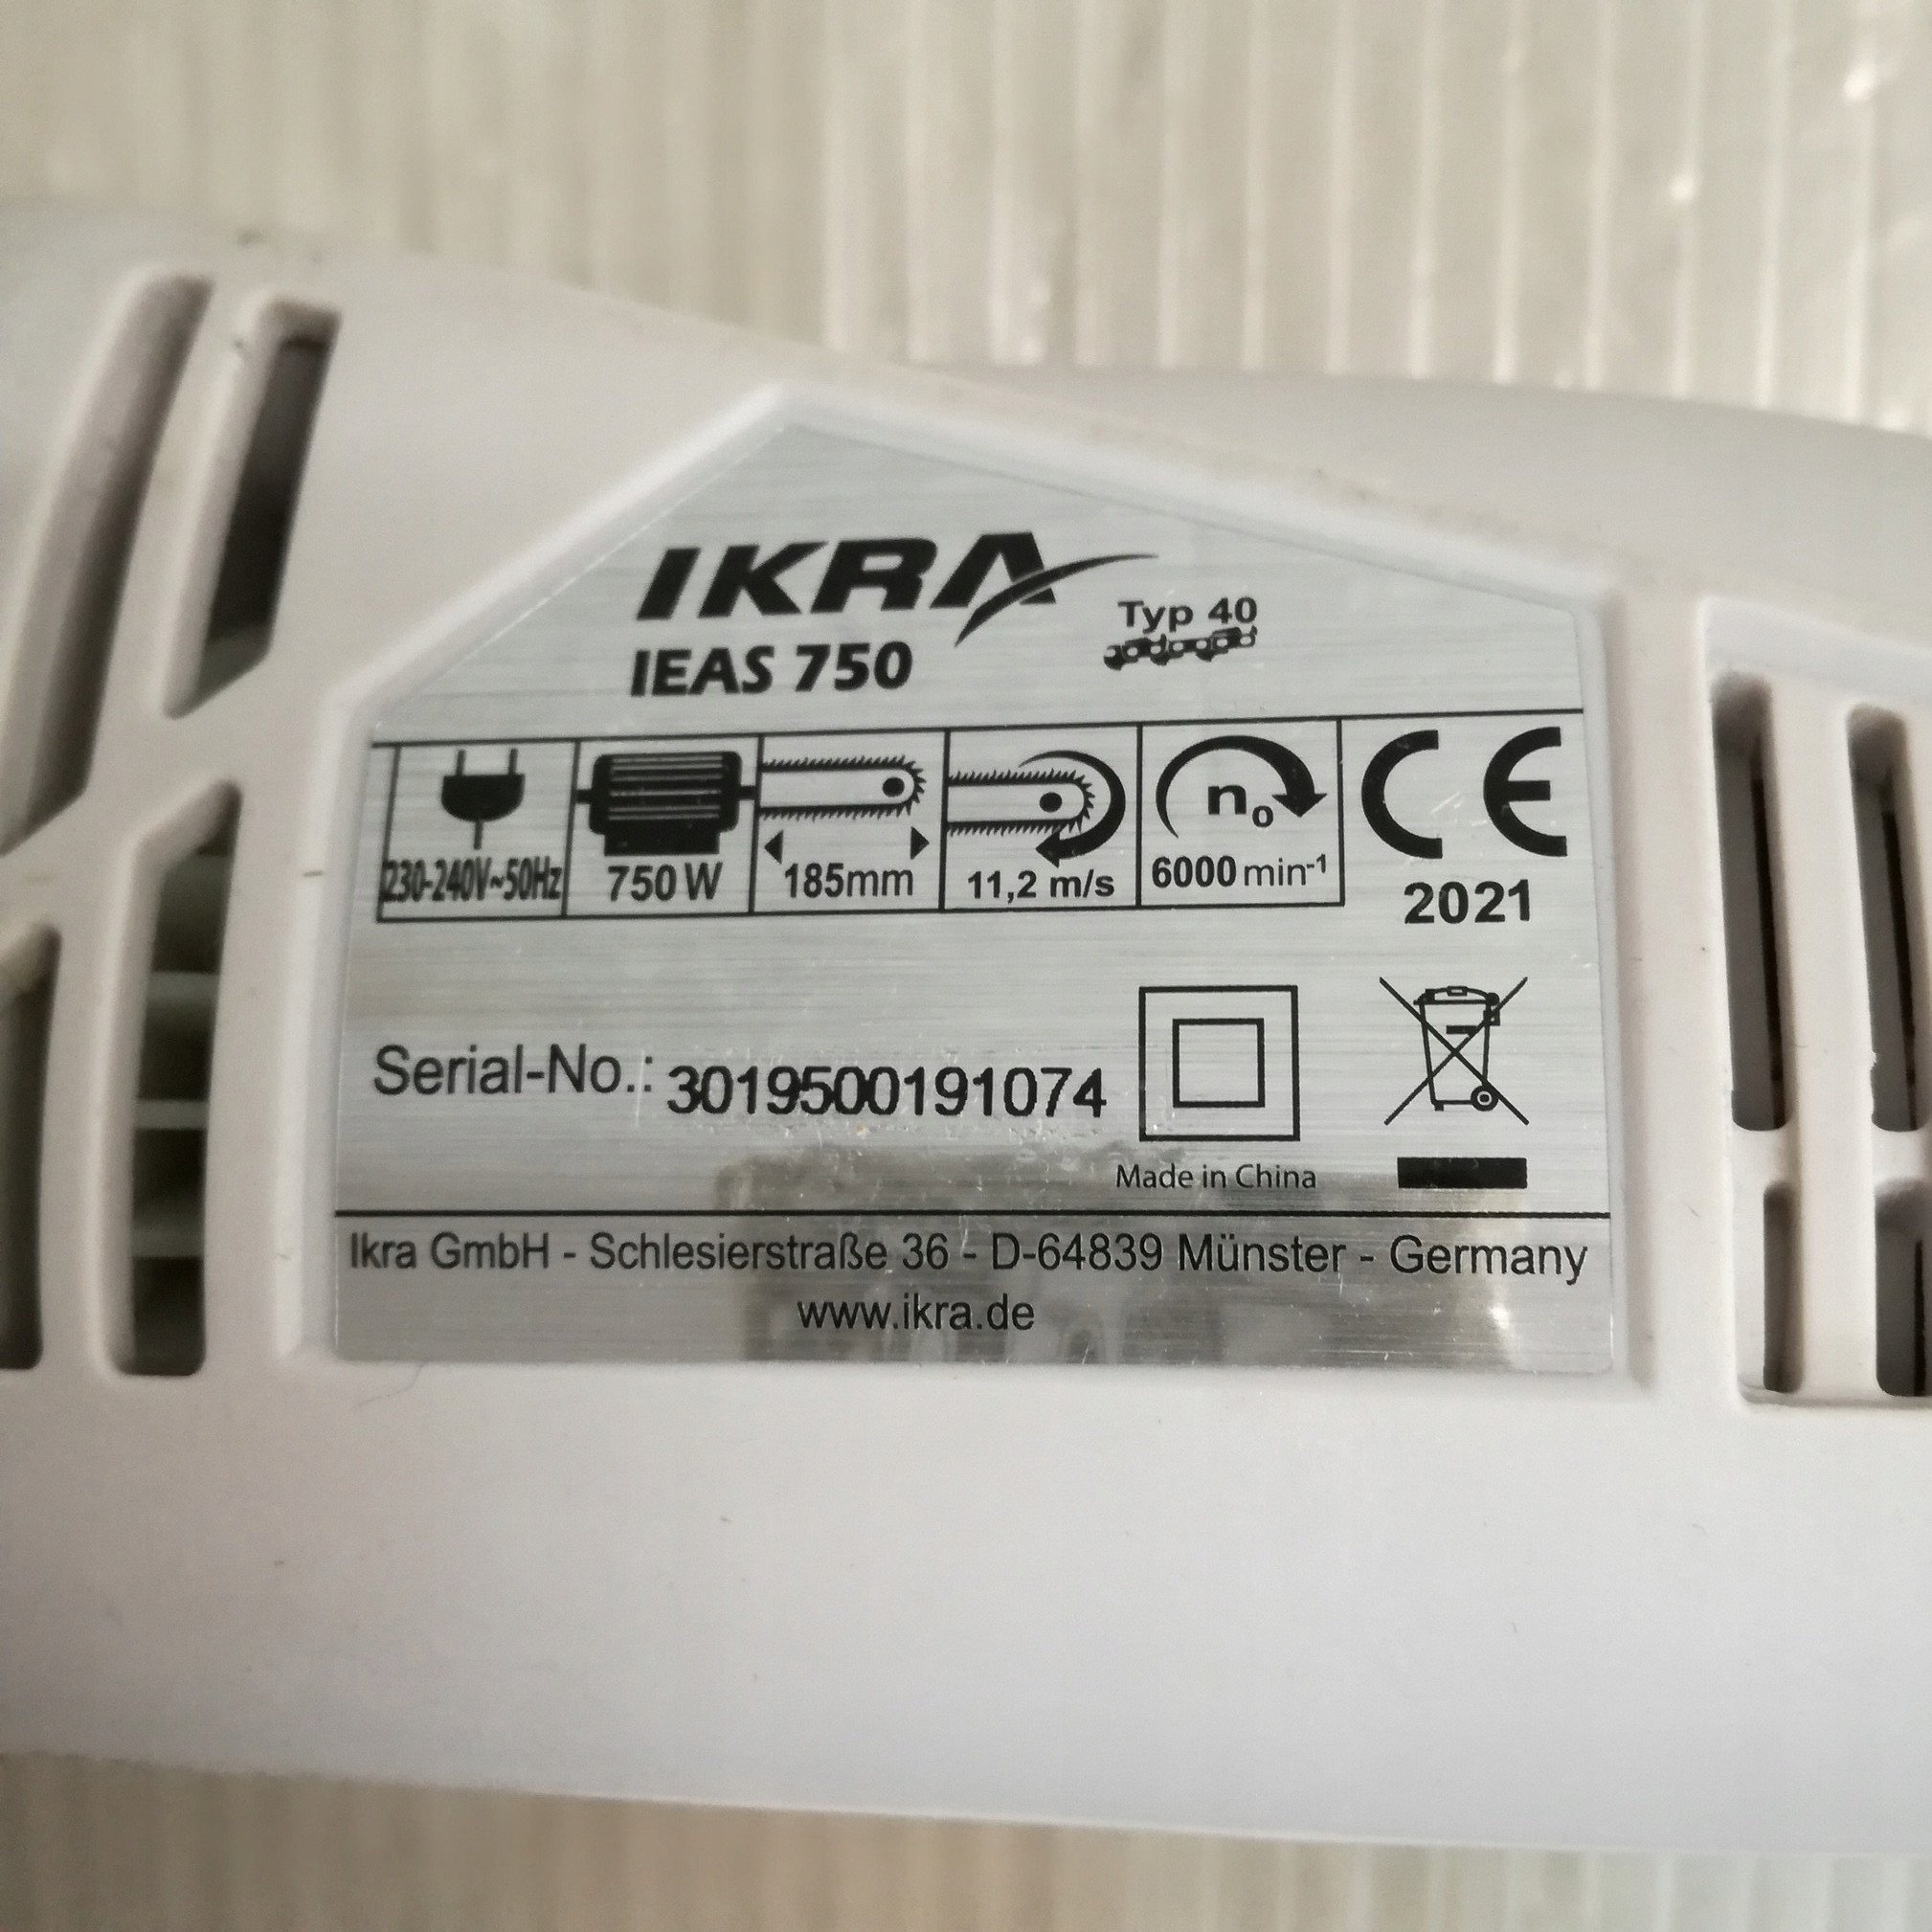 IKRA
Typ 40
IEAS 750
230-240V~50Hz
750 W
185mm
11,2 m/s
n₀
6000 min⁻¹
CE
2021
Serial-No.: 3019500191074
Made in China
Ikra GmbH - Schlesierstraße 36 - D-64839 Münster - Germany
www.ikra.de